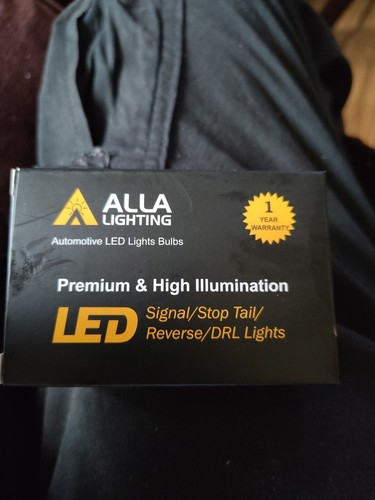 ALLA
LIGHTING
Automotive LED Lights Bulbs
1
YEAR
WARRANTY
Premium & High Illumination
LED
Signal/Stop Tail/
Reverse/DRL Lights